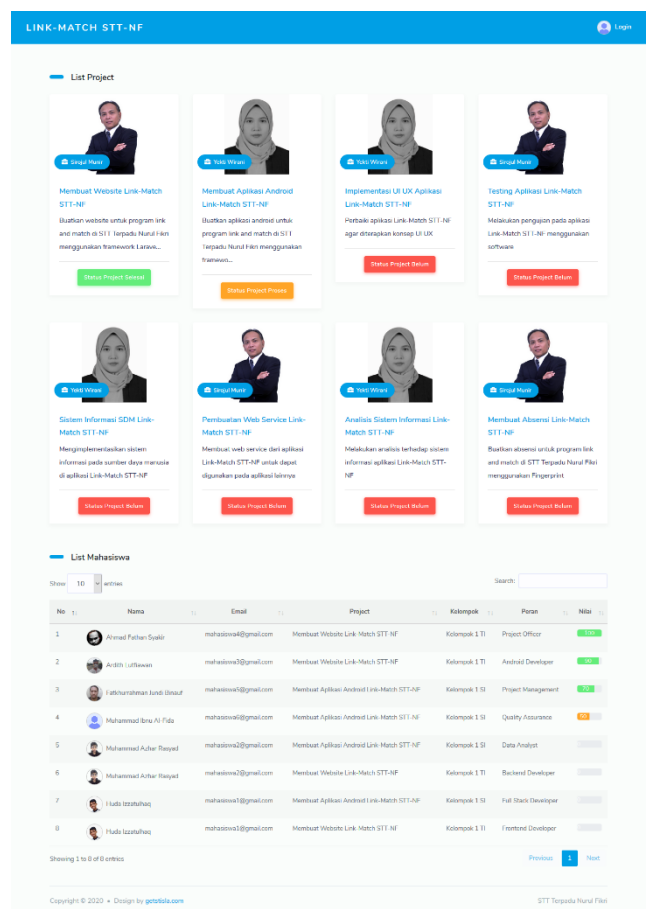 LINK-MATCH STT-NF
Login
List Project
Sirojul Munir
Membuat Website Link-Match
STT-NF
Buatkan website untuk program link
and match di STT Terpadu Nurul Fikri
menggunakan framework Larave...
Status Project Selesai
Yekti Wirani
Membuat Aplikasi Android
Link-Match STT-NF
Buatkan aplikasi android untuk
program link and match di STT
Terpadu Nurul Fikri menggunakan
framewo...
Status Project Proses
Yekti Wirani
Implementasi UI UX Aplikasi
Link-Match STT-NF
Perbaiki aplikasi Link-Match STT-NF
agar diterapkan konsep UI UX
Status Project Belum
Sirojul Munir
Testing Aplikasi Link-Match
STT-NF
Melakukan pengujian pada aplikasi
Link-Match STT-NF menggunakan
software
Status Project Belum
Yekti Wirani
Sistem Informasi SDM Link-
Match STT-NF
Mengimplementasikan sistem
informasi pada sumber daya manusia
di aplikasi Link-Match STT-NF
Status Project Belum
Sirojul Munir
Pembuatan Web Service Link-
Match STT-NF
Membuat web service dari aplikasi
Link-Match STT-NF untuk dapat
digunakan pada aplikasi lainnya
Status Project Belum
Yekti Wirani
Analisis Sistem Informasi Link-
Match STT-NF
Melakukan analisis terhadap sistem
informasi aplikasi Link-Match STT-
NF
Status Project Belum
Sirojul Munir
Membuat Absensi Link-Match
STT-NF
Buatkan absensi untuk program link
and match di STT Terpadu Nurul Fikri
menggunakan Fingerprint
Status Project Belum
List Mahasiswa
Show 10 entries
Search:
No Nama Email Project Kelompok Peran Nilai
1 Ahmad Fathan Syakir mahasiswa4@gmail.com Membuat Website Link-Match STT-NF Kelompok 1 TI Project Officer 100
2 Ardith Lutfiawan mahasiswa3@gmail.com Membuat Website Link-Match STT-NF Kelompok 1 TI Android Developer 90
3 Fatkhurrahman Jundi mahasiswa5@gmail.com Membuat Aplikasi Android Link-Match STT-NF Kelompok 1 SI Project Management 70
4 Muhammad Ibnu Al-Fida mahasiswa6@gmail.com Membuat Aplikasi Android Link-Match STT-NF Kelompok 1 SI Quality Assurance 50
5 Muhammad Azhar Rasyad mahasiswa2@gmail.com Membuat Aplikasi Android Link-Match STT-NF Kelompok 1 SI Data Analyst
6 Muhammad Azhar Rasyad mahasiswa2@gmail.com Membuat Website Link-Match STT-NF Kelompok 1 TI Backend Developer
7 Huda Izzatulhaq mahasiswa1@gmail.com Membuat Aplikasi Android Link-Match STT-NF Kelompok 1 SI Full Stack Developer
8 Huda Izzatulhaq mahasiswa1@gmail.com Membuat Website Link-Match STT-NF Kelompok 1 TI Frontend Developer
Showing 1 to 8 of 8 entries
Previous 1 Next
Copyright © 2020 • Design by getstisla.com
STT Terpadu Nurul Fikri